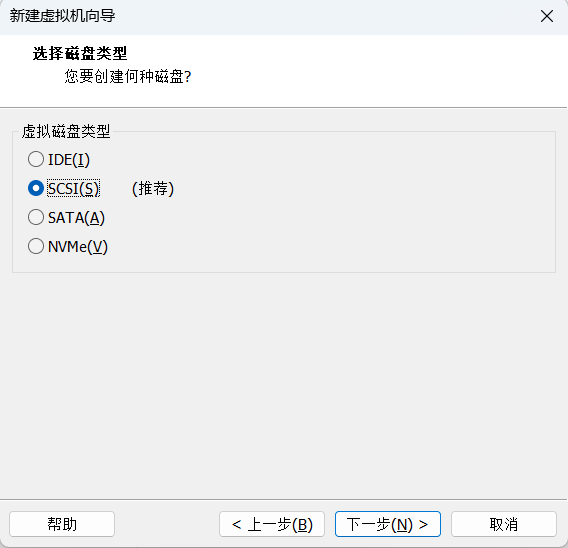 新建虚拟机向导
选择磁盘类型
您要创建何种磁盘?
虚拟磁盘类型
IDE(I)
SCSI(S) (推荐)
SATA(A)
NVMe(V)
帮助
< 上一步(B)
下一步(N) >
取消